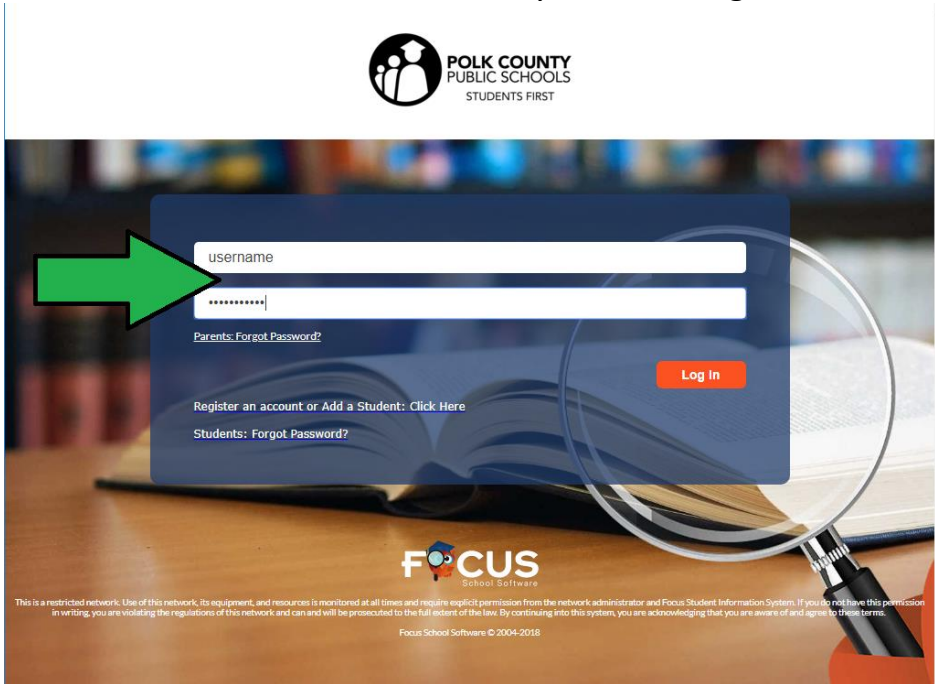 POLK COUNTY
PUBLIC SCHOOLS
STUDENTS FIRST
username
•••••••••••
Parents: Forgot Password?
Log In
Register an account or Add a Student: Click Here
Students: Forgot Password?
FOCUS
School Software
This is a restricted network. Use of this network, its equipment, and resources is monitored at all times and require explicit permission from the network administrator and Focus Student Information System. If you do not have this permission
in writing, you are violating the regulations of this network and can and will be prosecuted to the full extent of the law. By continuing into this system, you are acknowledging that you are aware of and agree to these terms.
Focus School Software © 2004-2018